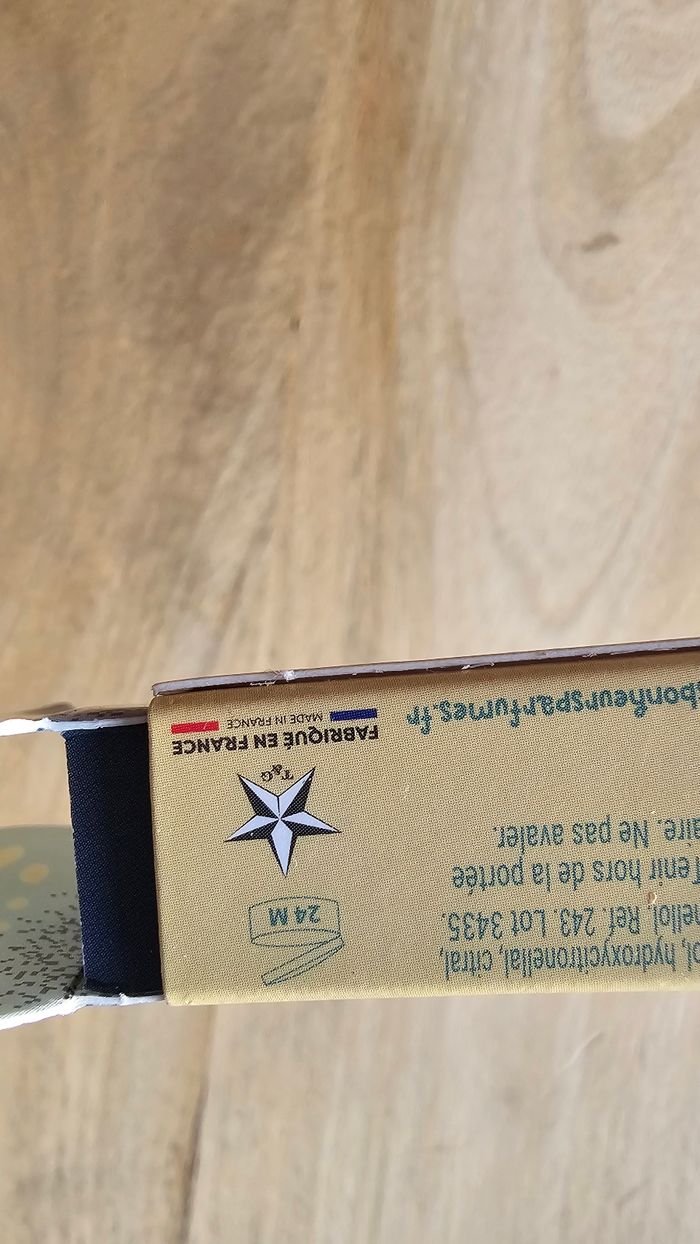 ol, hydroxycitronellal, citral,
nellol. Ref. 243. Lot 3435.
Tenir hors de la portée
aire. Ne pas avaler.
bonheursparfumes.fr
24 M
T&G
FABRIQUÉ EN FRANCE
MADE IN FRANCE